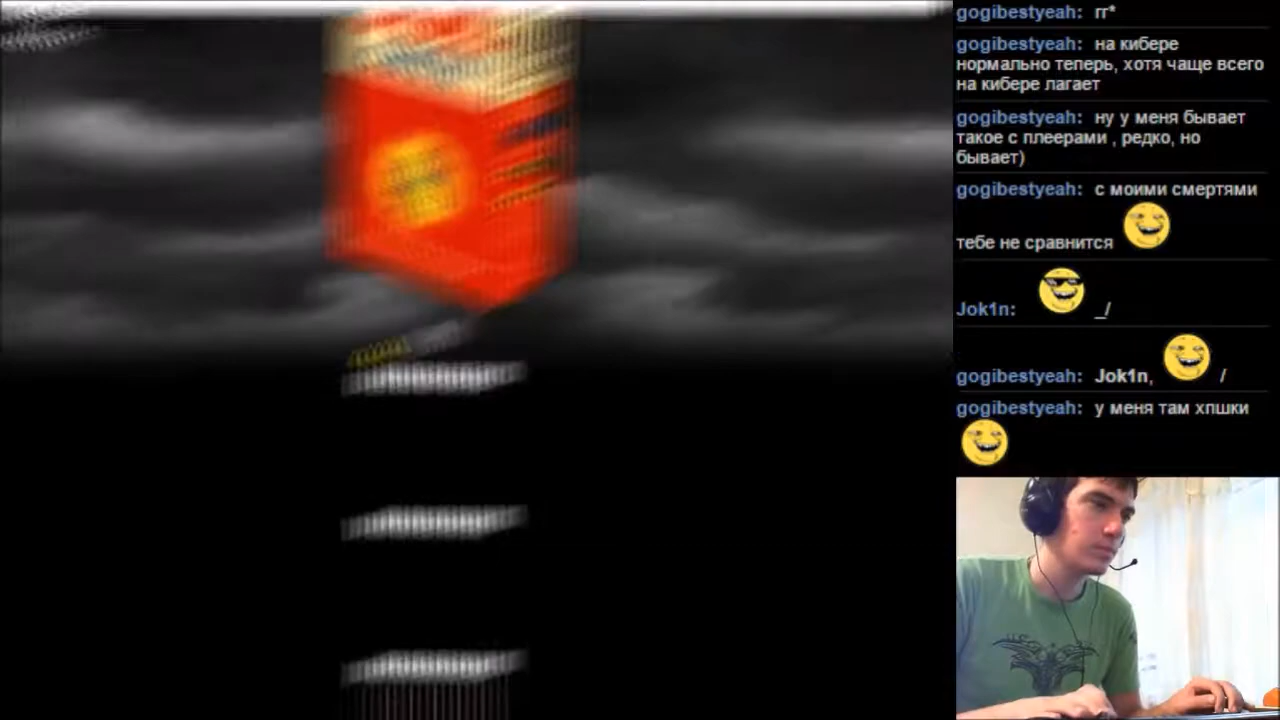 gogibestyeah: гг*
gogibestyeah: на кибере
нормально теперь, хотя чаще всего
на кибере лагает
gogibestyeah: ну у меня бывает
такое с плеерами , редко, но
бывает)
gogibestyeah: с моими смертями
тебе не сравнится
Jok1n: _/
gogibestyeah: Jok1n, /
gogibestyeah: у меня там хпшки